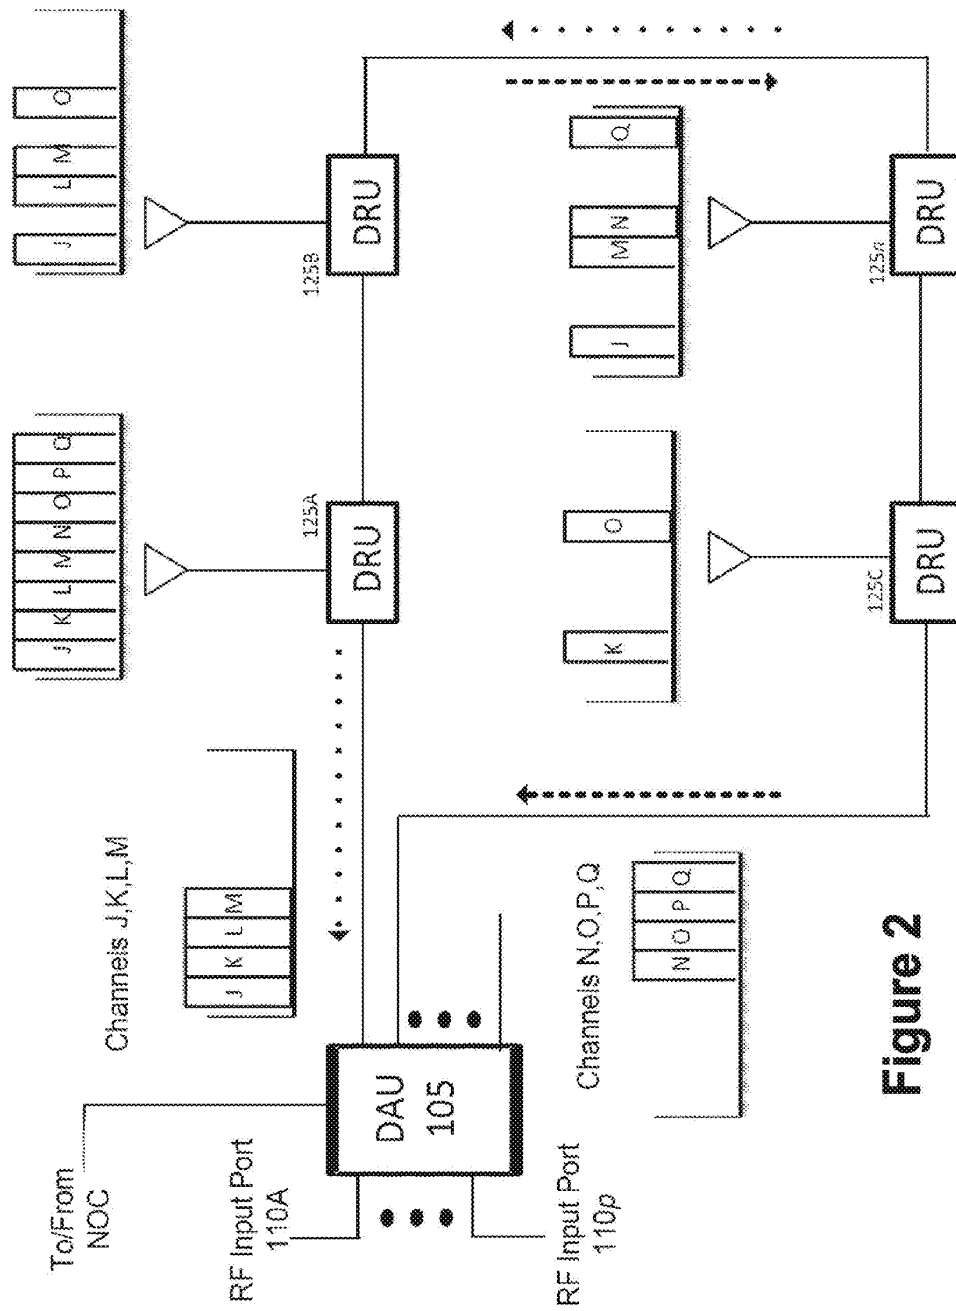 J L M O
J K L M N O P Q
125B
DRU
125A
DRU
Channels J,K,L,M
J K L M
J M N Q
125n
DRU
K O
125C
DRU
To/From
NOC
RF Input Port
110A
DAU
105
RF Input Port
110p
Channels N,O,P,Q
N O P Q
Figure 2